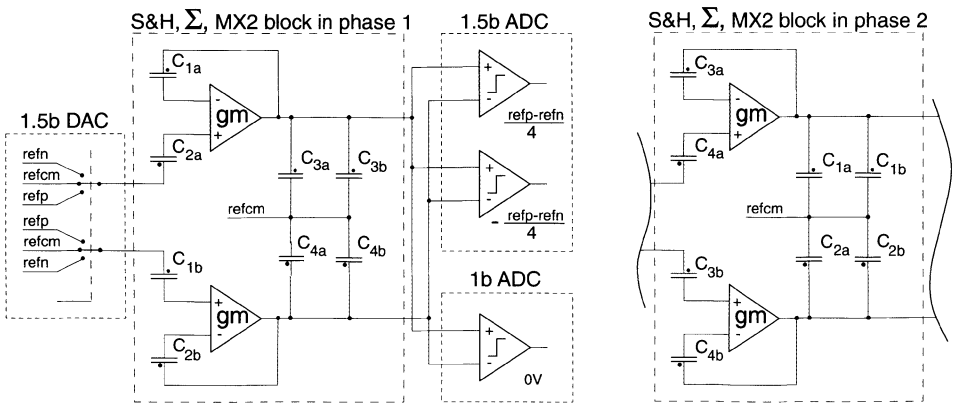 S&H, Σ, MX2 block in phase 1
1.5b ADC
S&H, Σ, MX2 block in phase 2
C1a
gm
-
+
C2a
1.5b DAC
refn
refcm
refp
refp
refcm
refn
C1b
+
gm
-
C2b
C3a
C3b
refcm
C4a
C4b
+
-
refp-refn
4
+
-
- refp-refn
4
1b ADC
+
-
0V
C3a
-
gm
+
C4a
C1a
C1b
refcm
C2a
C2b
C3b
+
gm
-
C4b